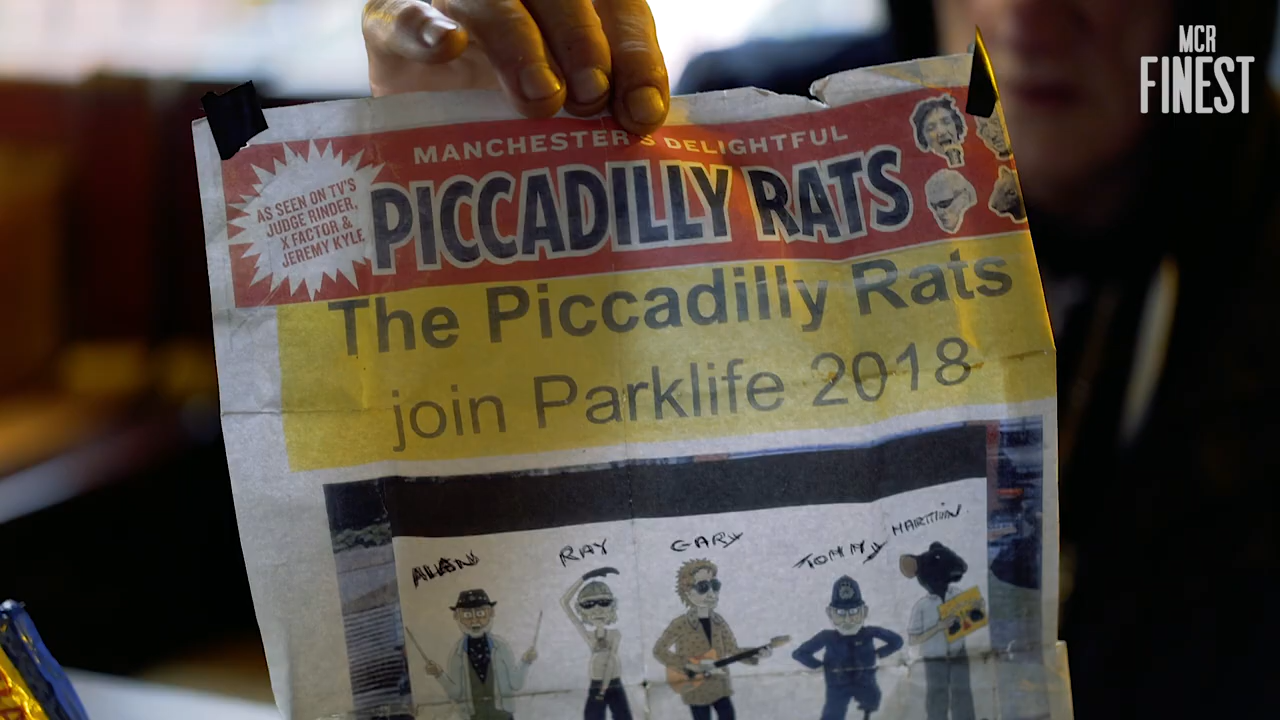 MCR
FINEST
MANCHESTER'S DELIGHTFUL
PICCADILLY RATS
AS SEEN ON TV'S
JUDGE RINDER,
X FACTOR &
JEREMY KYLE
The Piccadilly Rats
join Parklife 2018
ALAN
RAY
GARY
TOMMY